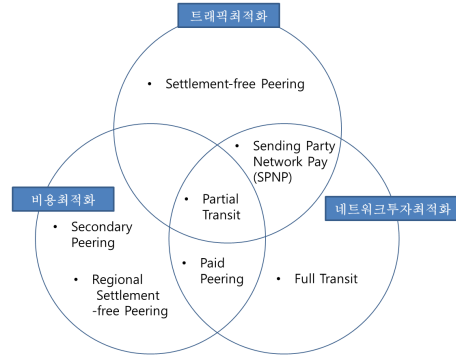 트래픽최적화
• Settlement-free Peering
• Sending Party
Network Pay
(SPNP)
비용최적화
• Partial
Transit
네트워크투자최적화
• Secondary
Peering
• Paid
Peering
• Regional
Settlement
-free Peering
• Full Transit